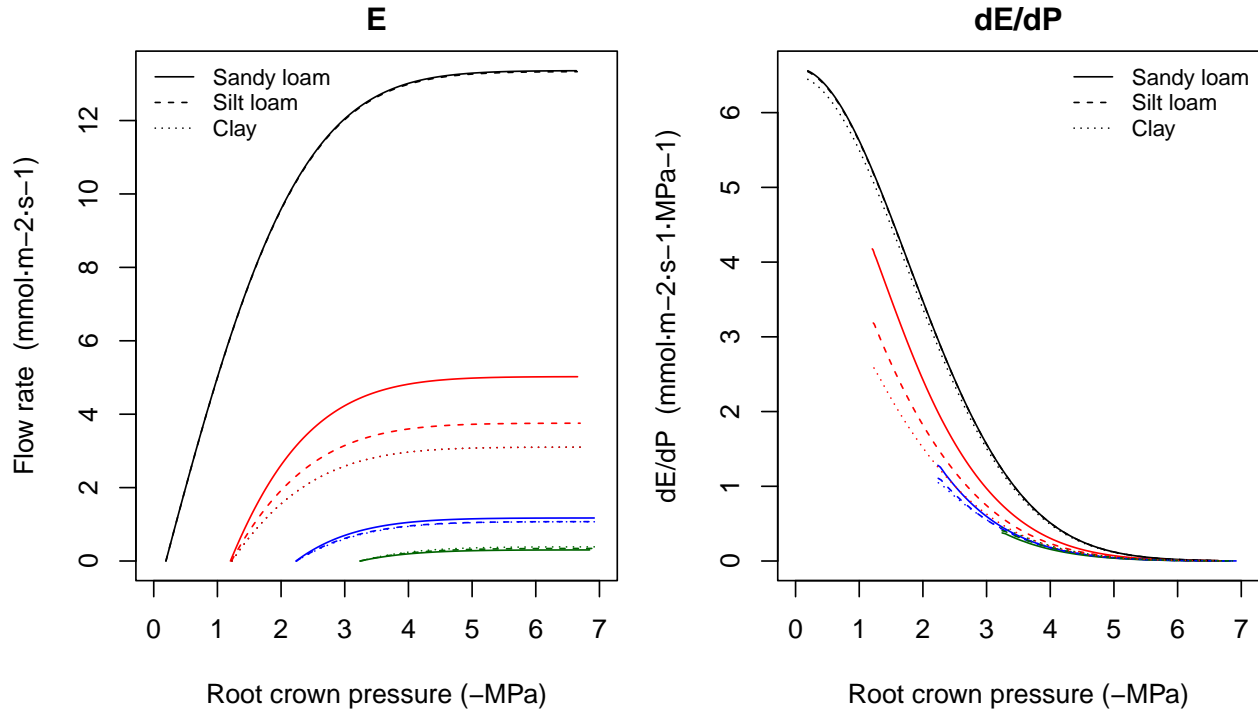 E
Flow rate  (mmol·m−2·s−1)
0 2 4 6 8 10 12
Sandy loam
Silt loam
Clay
0 1 2 3 4 5 6 7
Root crown pressure (−MPa)
dE/dP
dE/dP  (mmol·m−2·s−1·MPa−1)
0 1 2 3 4 5 6
Sandy loam
Silt loam
Clay
0 1 2 3 4 5 6 7
Root crown pressure (−MPa)